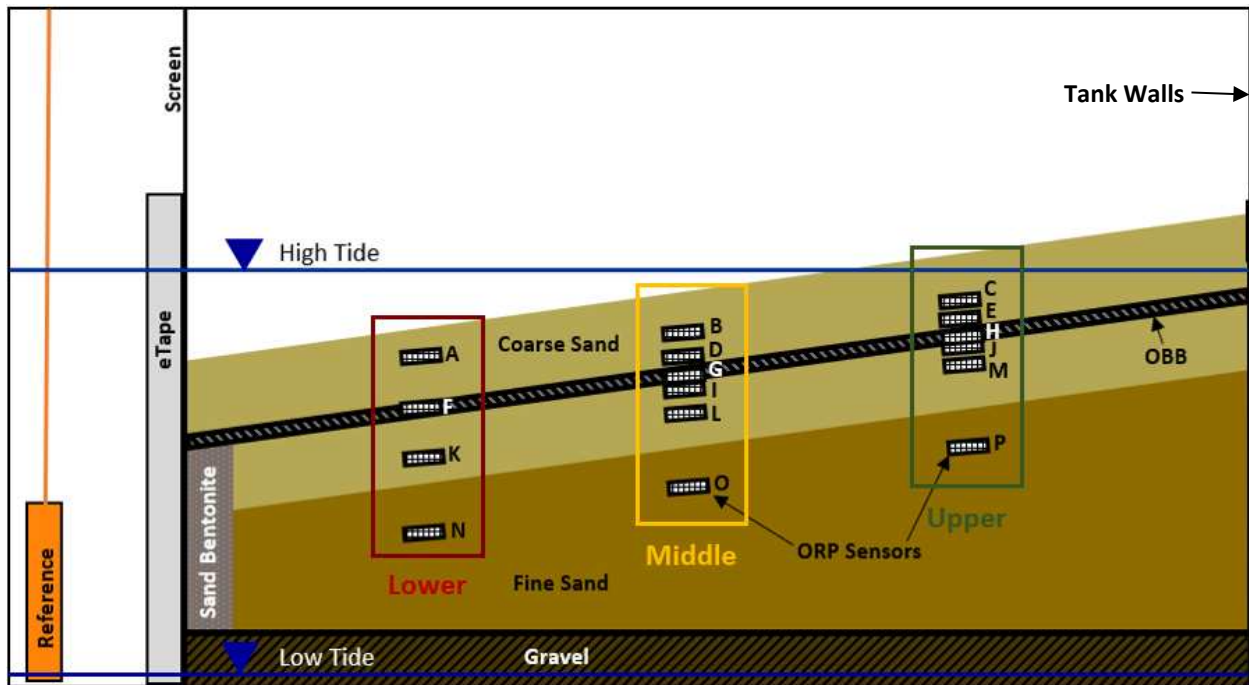 Screen
Tank Walls
High Tide
eTape
C
E
H
J
M
B
D
G
I
L
A
Coarse Sand
F
OBB
K
P
O
Sand Bentonite
N
Upper
ORP Sensors
Middle
Lower
Fine Sand
Reference
Low Tide
Gravel